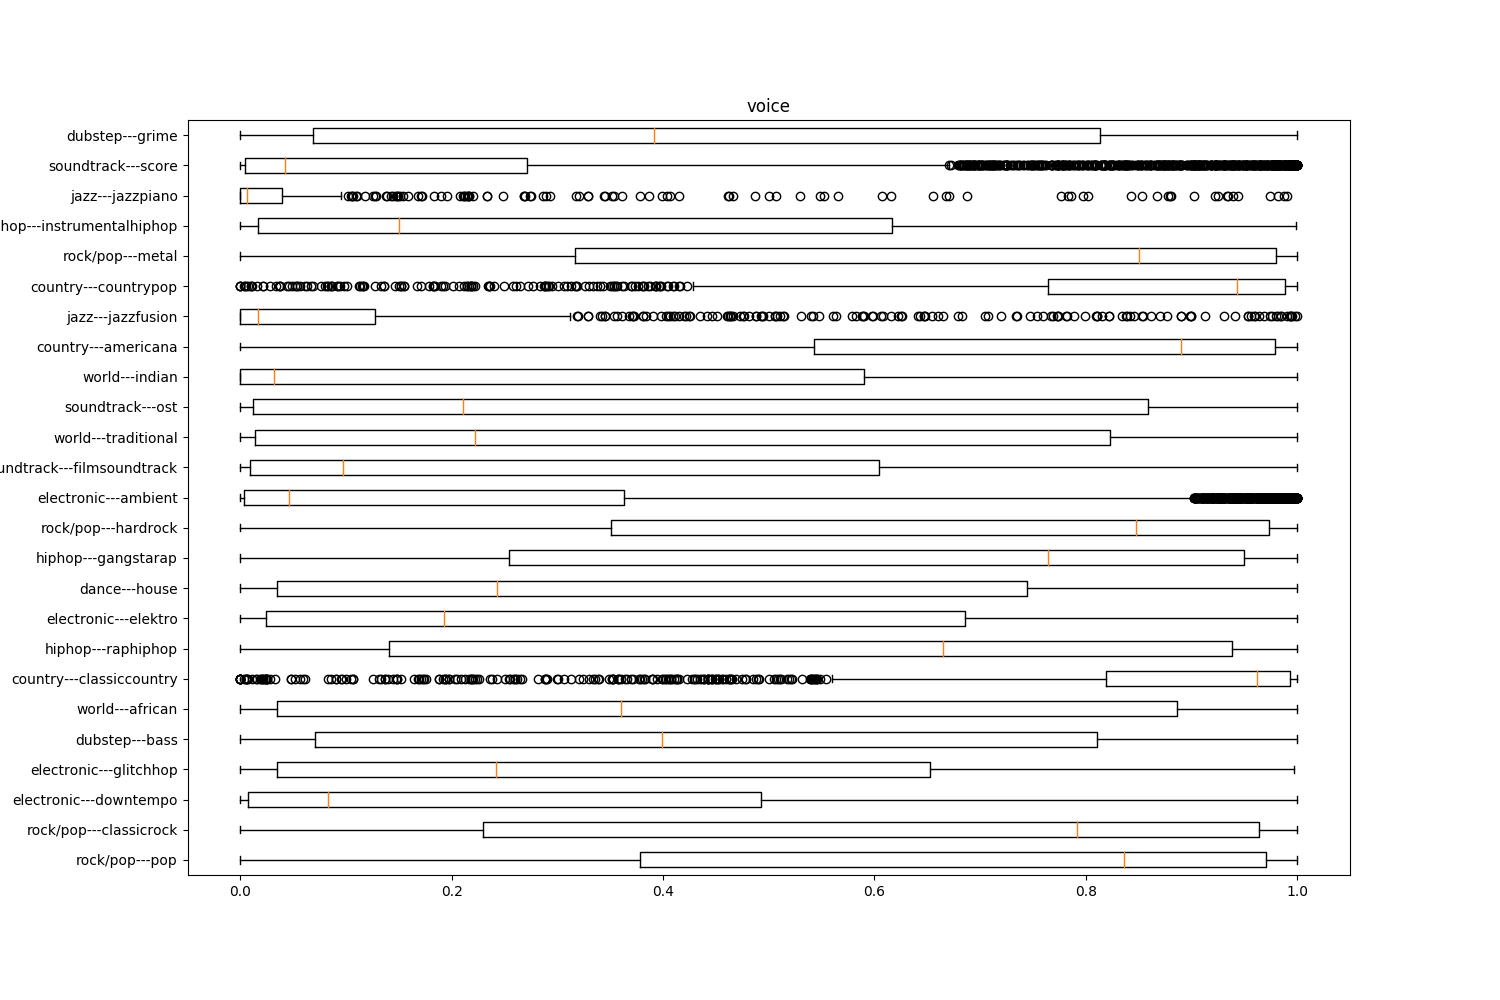 voice
dubstep---grime
soundtrack---score
jazz---jazzpiano
hop---instrumentalhiphop
rock/pop---metal
country---countrypop
jazz---jazzfusion
country---americana
world---indian
soundtrack---ost
world---traditional
undtrack---filmsoundtrack
electronic---ambient
rock/pop---hardrock
hiphop---gangstarap
dance---house
electronic---elektro
hiphop---raphiphop
country---classiccountry
world---african
dubstep---bass
electronic---glitchhop
electronic---downtempo
rock/pop---classicrock
rock/pop---pop
0.0 0.2 0.4 0.6 0.8 1.0